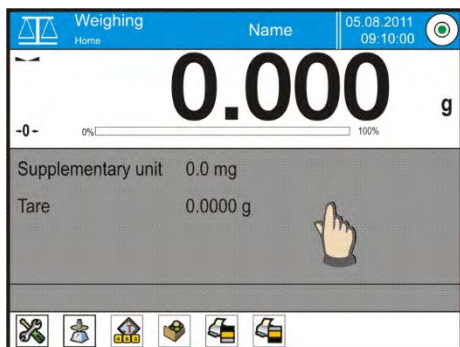 Weighing
Home
Name
05.08.2011
09:10:00
0.000 g
→0←
0%
100%
Supplementary unit 0.0 mg
Tare 0.0000 g